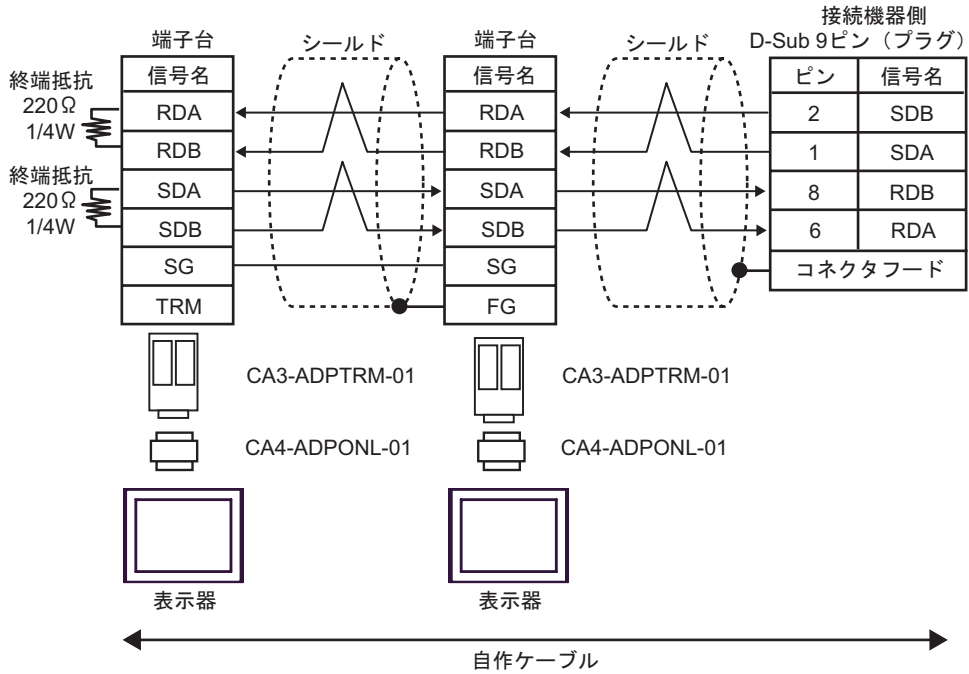 接続機器側
D-Sub 9ピン（プラグ）
端子台
シールド
端子台
シールド
終端抵抗
220Ω
1/4W
終端抵抗
220Ω
1/4W
信号名
RDA
RDB
SDA
SDB
SG
TRM
信号名
RDA
RDB
SDA
SDB
SG
FG
ピン 信号名
2 SDB
1 SDA
8 RDB
6 RDA
コネクタフード
CA3-ADPTRM-01
CA3-ADPTRM-01
CA4-ADPONL-01
CA4-ADPONL-01
表示器
表示器
自作ケーブル